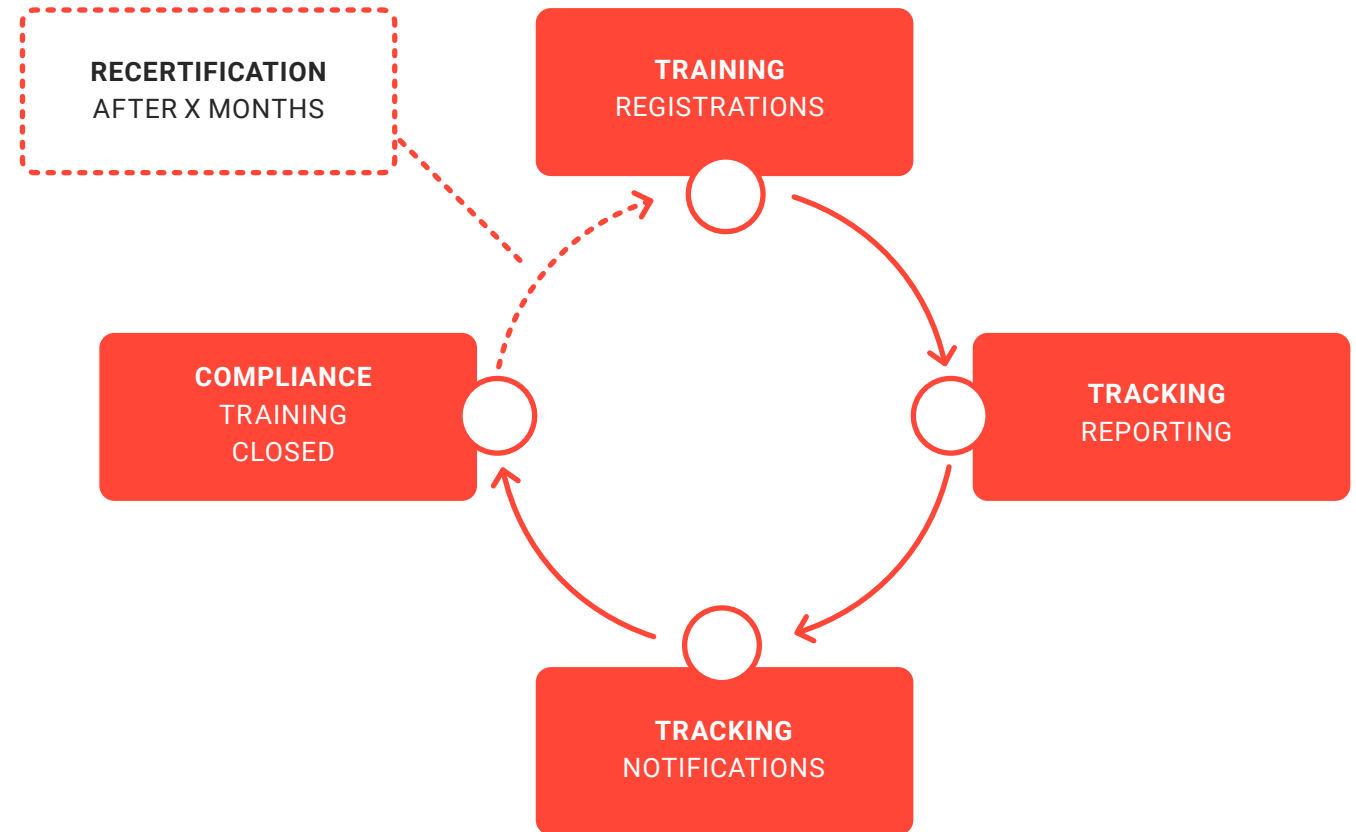 RECERTIFICATION
AFTER X MONTHS
TRAINING
REGISTRATIONS
COMPLIANCE
TRAINING
CLOSED
TRACKING
REPORTING
TRACKING
NOTIFICATIONS